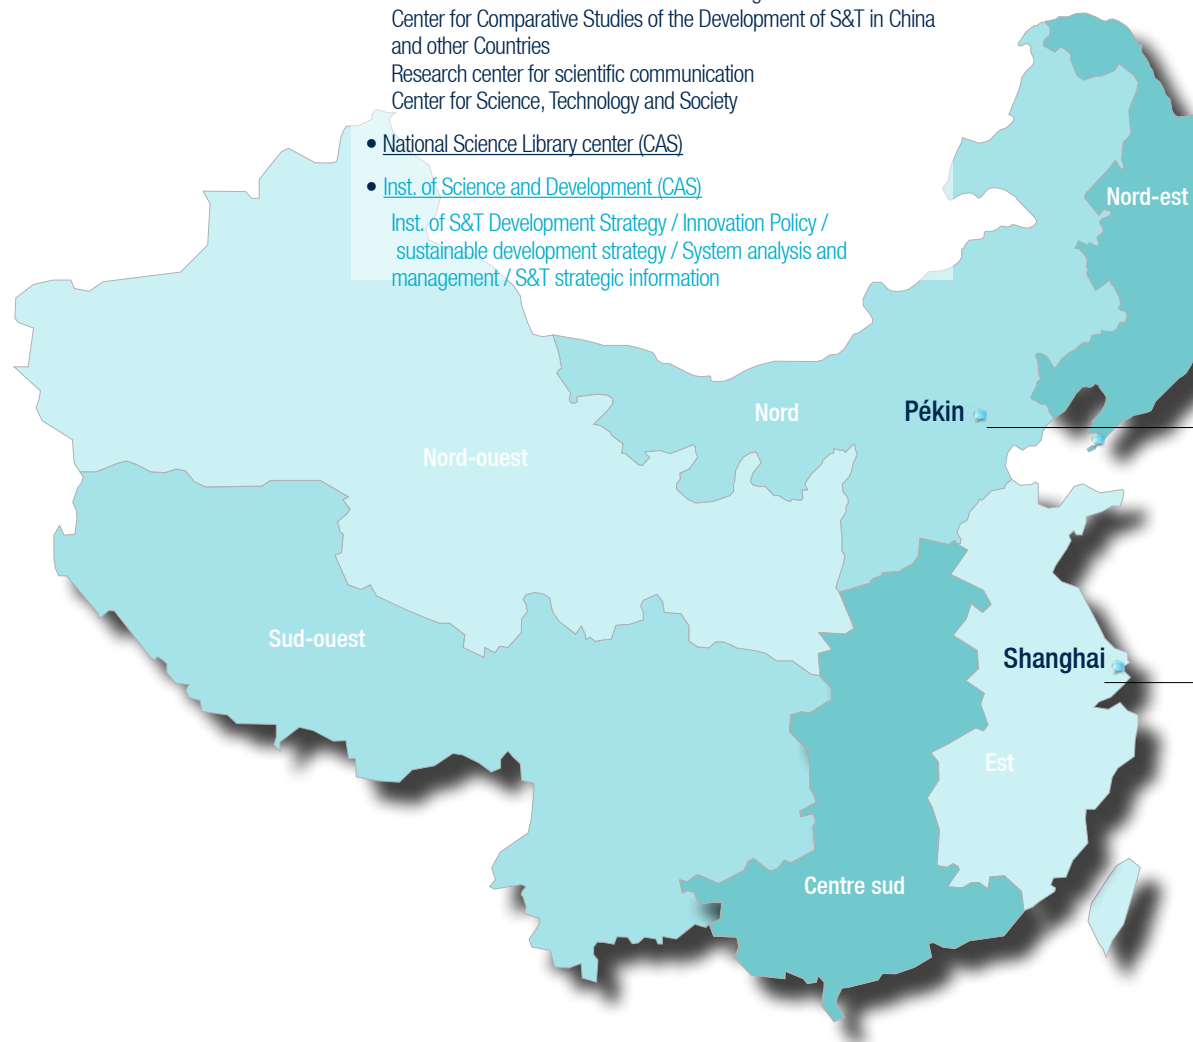 Center for Comparative Studies of the Development of S&T in China
and other Countries
Research center for scientific communication
Center for Science, Technology and Society
• National Science Library center (CAS)
• Inst. of Science and Development (CAS)
Inst. of S&T Development Strategy / Innovation Policy /
sustainable development strategy / System analysis and
management / S&T strategic information
Nord-est
Nord
Pékin
Nord-ouest
Sud-ouest
Shanghai
Est
Centre sud